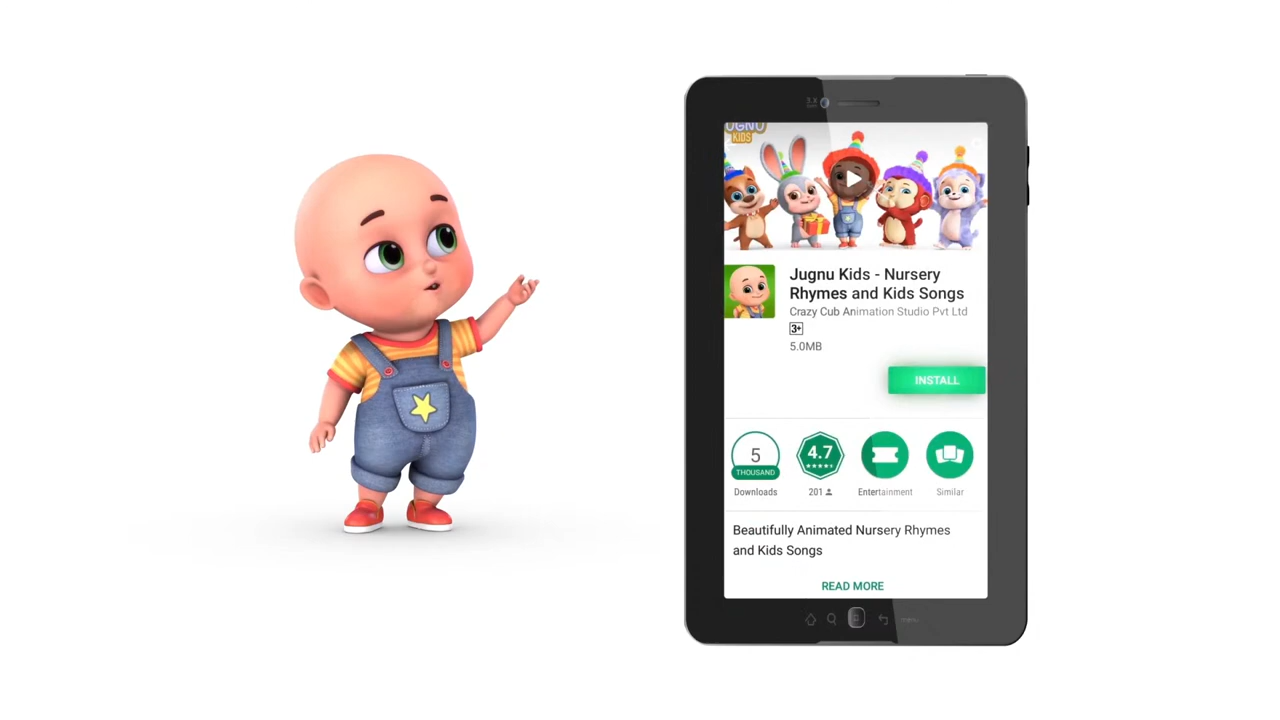 UGNU
KIDS
Jugnu Kids - Nursery
Rhymes and Kids Songs
Crazy Cub Animation Studio Pvt Ltd
3+
5.0MB
INSTALL
5
THOUSAND
Downloads
4.7
201
Entertainment
Similar
Beautifully Animated Nursery Rhymes
and Kids Songs
READ MORE